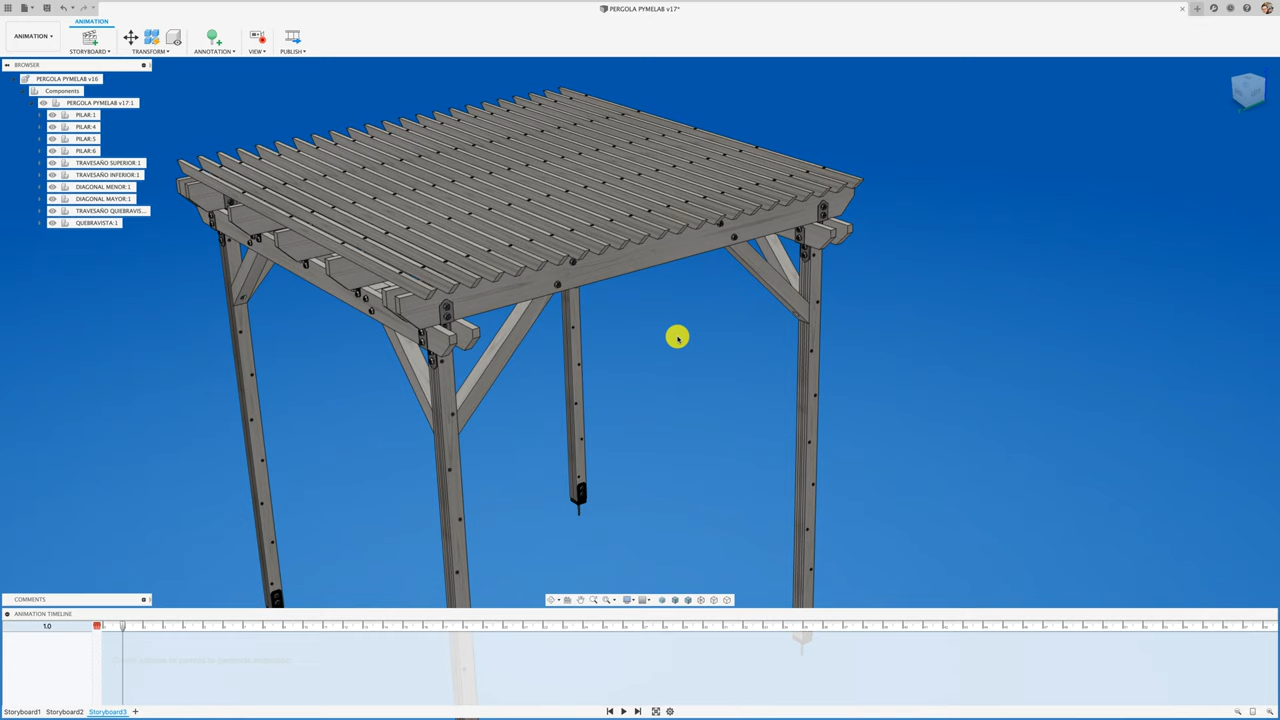 PERGOLA PYMELAB v17*
ANIMATION
ANIMATION
STORYBOARD
TRANSFORM
ANNOTATION
VIEW
PUBLISH
BROWSER
PERGOLA PYMELAB v16
Components
PERGOLA PYMELAB v17:1
PILAR:1
PILAR:4
PILAR:5
PILAR:6
TRAVESAÑO SUPERIOR:1
TRAVESAÑO INFERIOR:1
DIAGONAL MENOR:1
DIAGONAL MAYOR:1
TRAVESAÑO QUEBRAVIS...
QUEBRAVISTA:1
COMMENTS
ANIMATION TIMELINE
1.0
Storyboard1 Storyboard2 Storyboard3 +